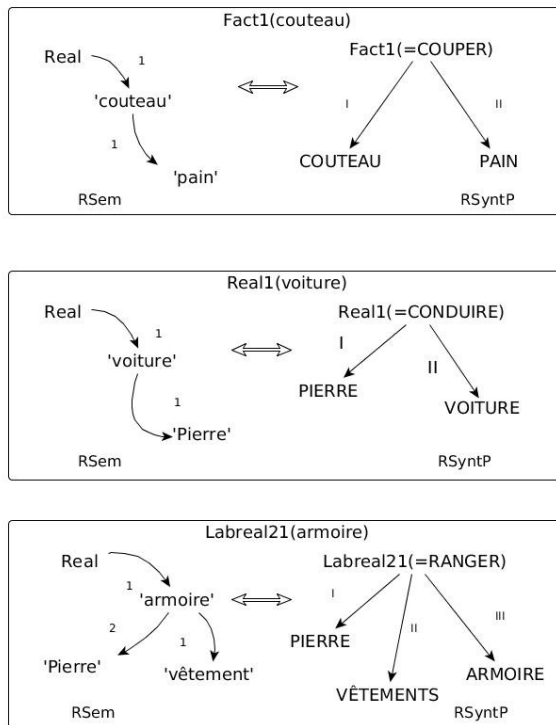 Fact1(couteau)
Real 1 Fact1(=COUPER)
'couteau' I II
1 COUTEAU PAIN
'pain'
RSem RSyntP
Real1(voiture)
Real 1 Real1(=CONDUIRE)
'voiture' I II
1 PIERRE
'Pierre' VOITURE
RSem RSyntP
Labreal21(armoire)
Real Labreal21(=RANGER)
1 'armoire' I II III
2 1 PIERRE
'Pierre' 'vêtement' ARMOIRE
VÊTEMENTS
RSem RSyntP